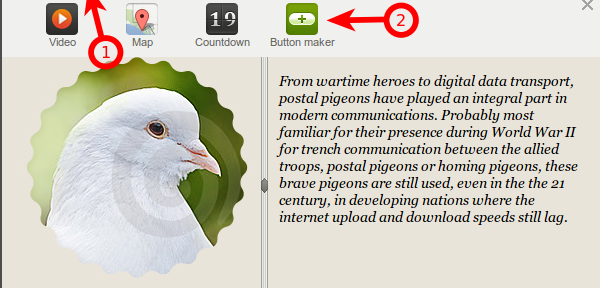 19
Video
Map
Countdown
Button maker
1
2
From wartime heroes to digital data transport,
postal pigeons have played an integral part in
modern communications. Probably most
familiar for their presence during World War II
for trench communication between the allied
troops, postal pigeons or homing pigeons, these
brave pigeons are still used, even in the the 21
century, in developing nations where the
internet upload and download speeds still lag.